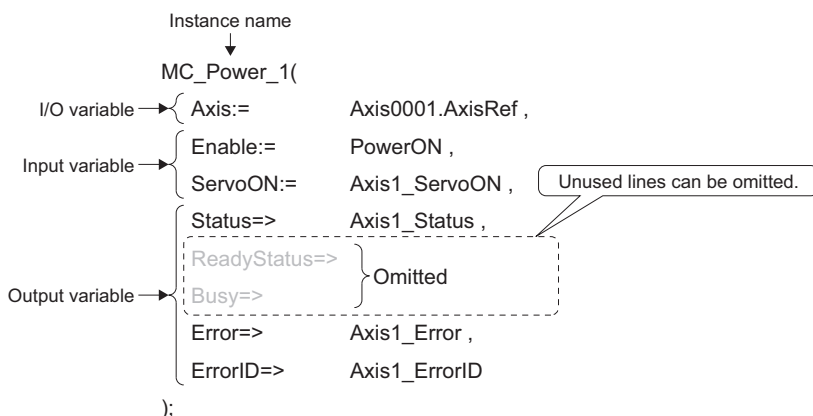 Instance name
MC_Power_1(
I/O variable
Axis:= Axis0001.AxisRef ,
Input variable
Enable:= PowerON ,
ServoON:= Axis1_ServoON ,
Unused lines can be omitted.
Output variable
Status=> Axis1_Status ,
ReadyStatus=>
Busy=>
Omitted
Error=> Axis1_Error ,
ErrorID=> Axis1_ErrorID
);